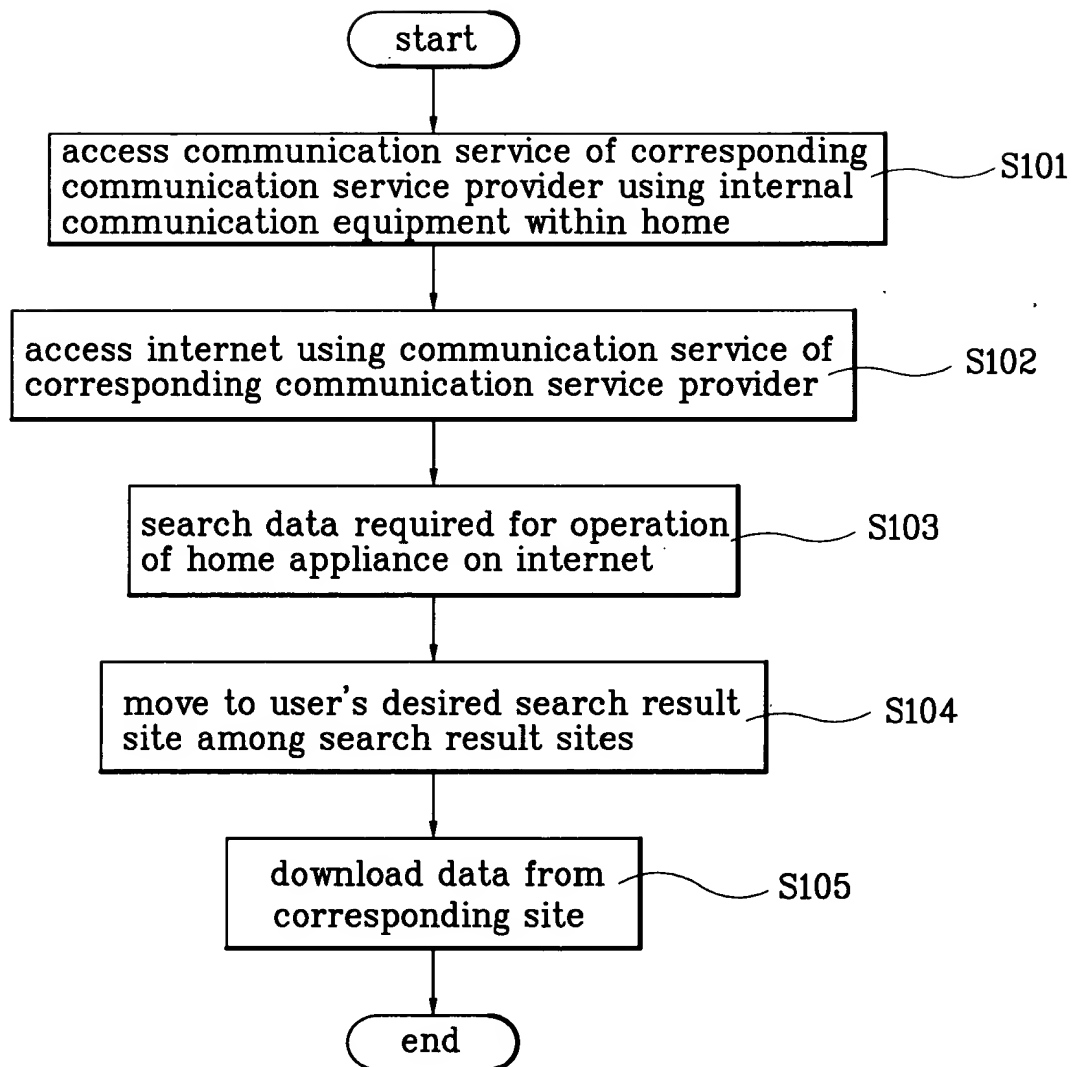 start
access communication service of corresponding
communication service provider using internal
communication equipment within home
S101
access internet using communication service of
corresponding communication service provider
S102
search data required for operation
of home appliance on internet
S103
move to user's desired search result
site among search result sites
S104
download data from
corresponding site
S105
end